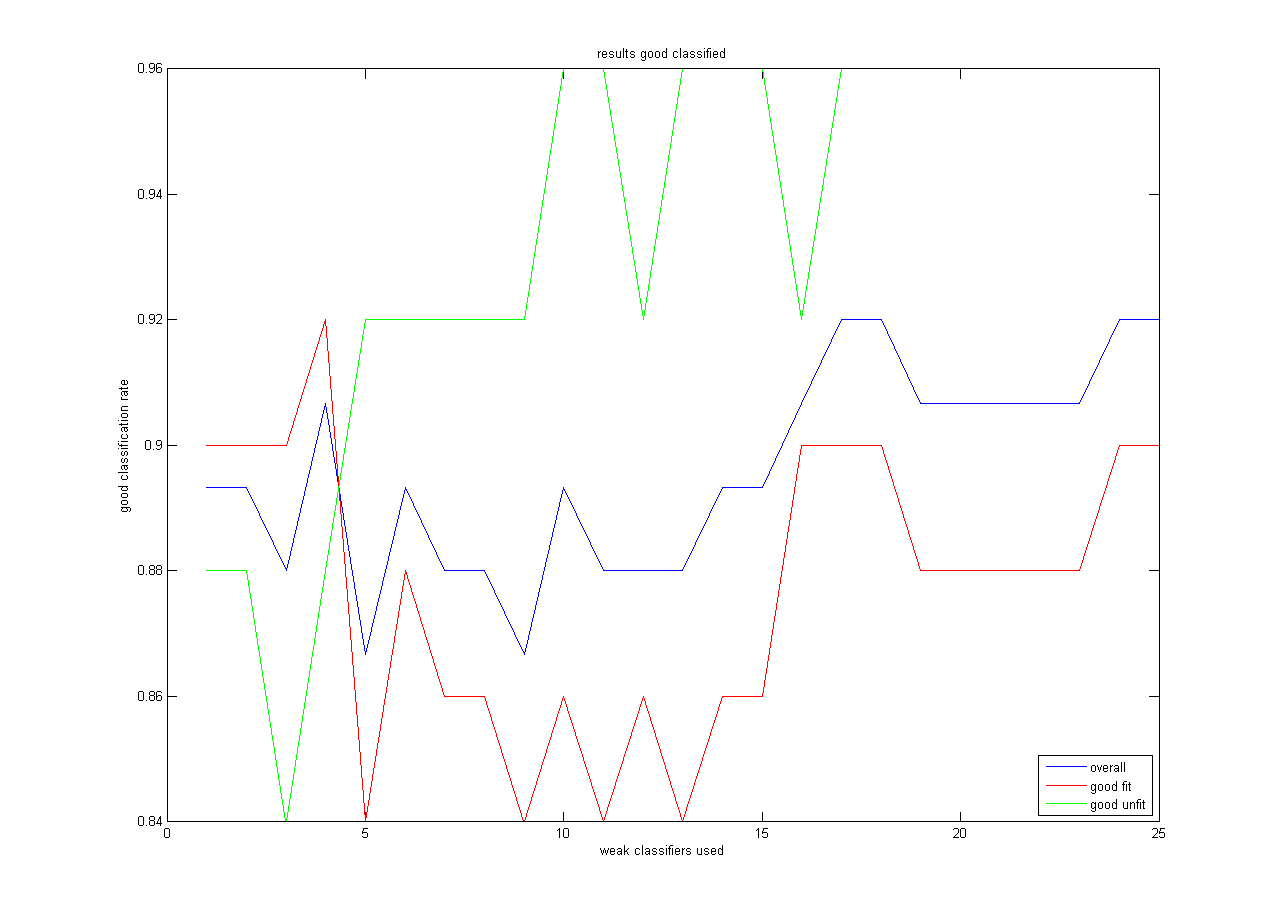 results good classified
0.96
0.94
0.92
0.9
0.88
0.86
0.84
good classification rate
0 5 10 15 20 25
weak classifiers used
overall
good fit
good unfit